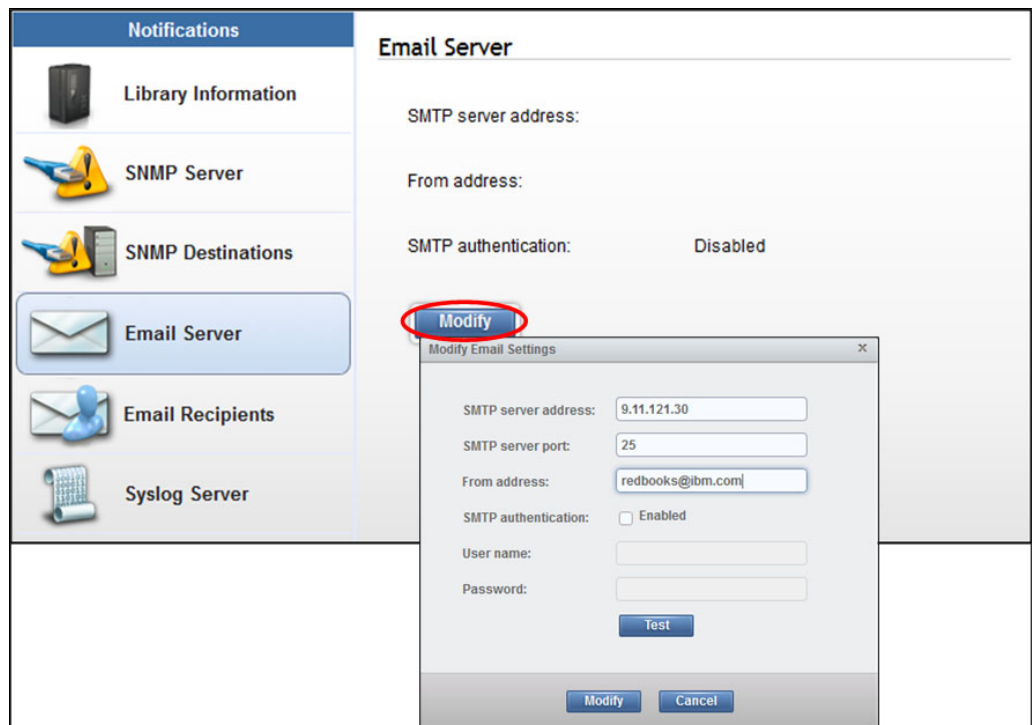 Notifications
Library Information
SNMP Server
SNMP Destinations
Email Server
Email Recipients
Syslog Server
Email Server
SMTP server address:
From address:
SMTP authentication: Disabled
Modify
Modify Email Settings x
SMTP server address: 9.11.121.30
SMTP server port: 25
From address: redbooks@ibm.com
SMTP authentication: Enabled
User name:
Password:
Test
Modify Cancel